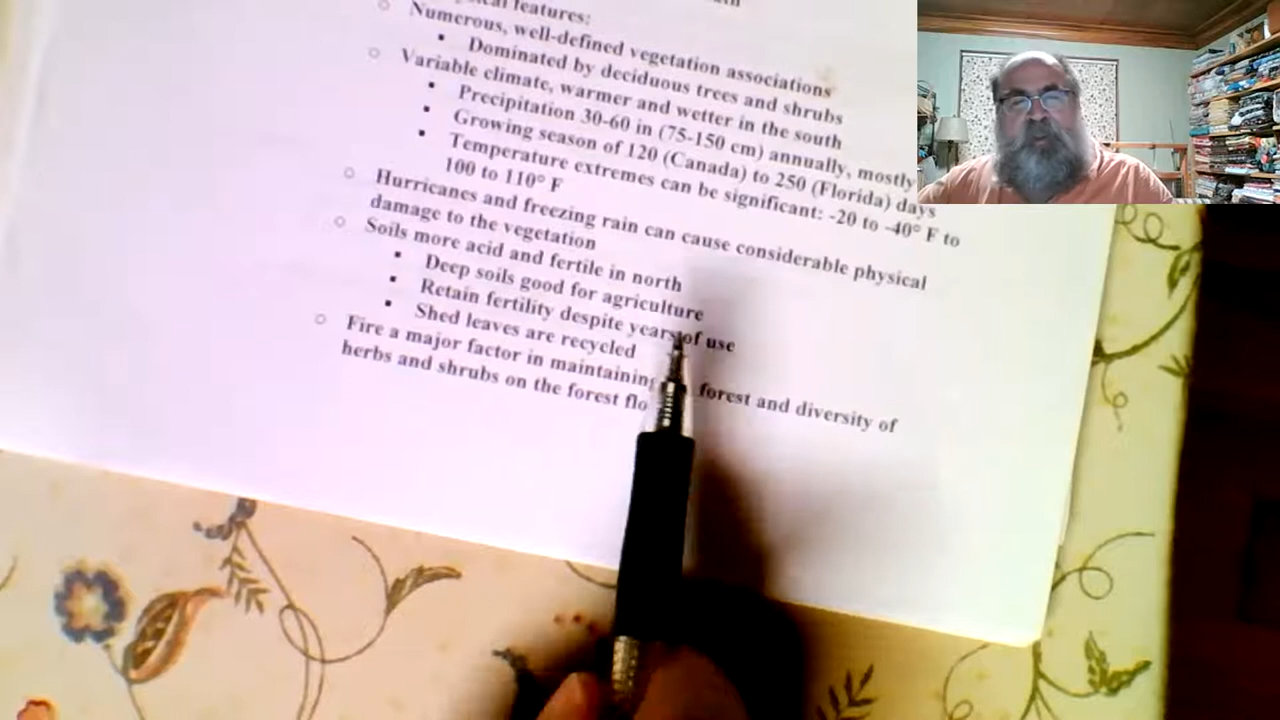 features:
Numerous, well-defined vegetation associations
Dominated by deciduous trees and shrubs
Variable climate, warmer and wetter in the south
Precipitation 30-60 in (75-150 cm) annually, mostly
Growing season of 120 (Canada) to 250 (Florida) days
Temperature extremes can be significant: -20 to -40° F to
100 to 110° F
Hurricanes and freezing rain can cause considerable physical
damage to the vegetation
Soils more acid and fertile in north
Deep soils good for agriculture
Retain fertility despite years of use
Shed leaves are recycled
Fire a major factor in maintaining forest and diversity of
herbs and shrubs on the forest flo